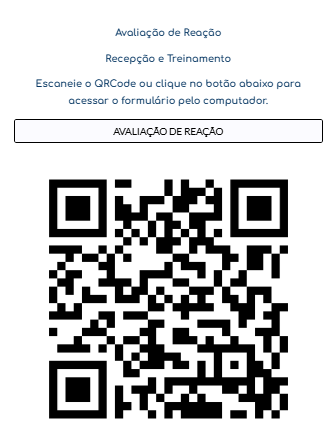 Avaliação de Reação
Recepção e Treinamento
Escaneie o QRCode ou clique no botão abaixo para
acessar o formulário pelo computador.
AVALIAÇÃO DE REAÇÃO